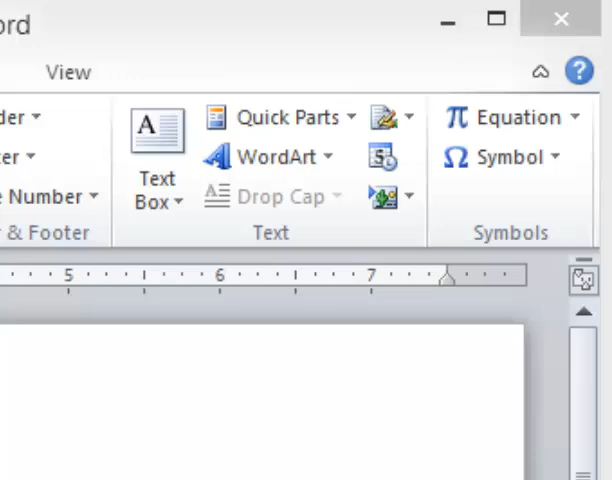 ord
View
der
Quick Parts
π Equation
A
WordArt
Ω Symbol
er
Text
Box
A Drop Cap
e Number
& Footer
Text
Symbols
5 6 7